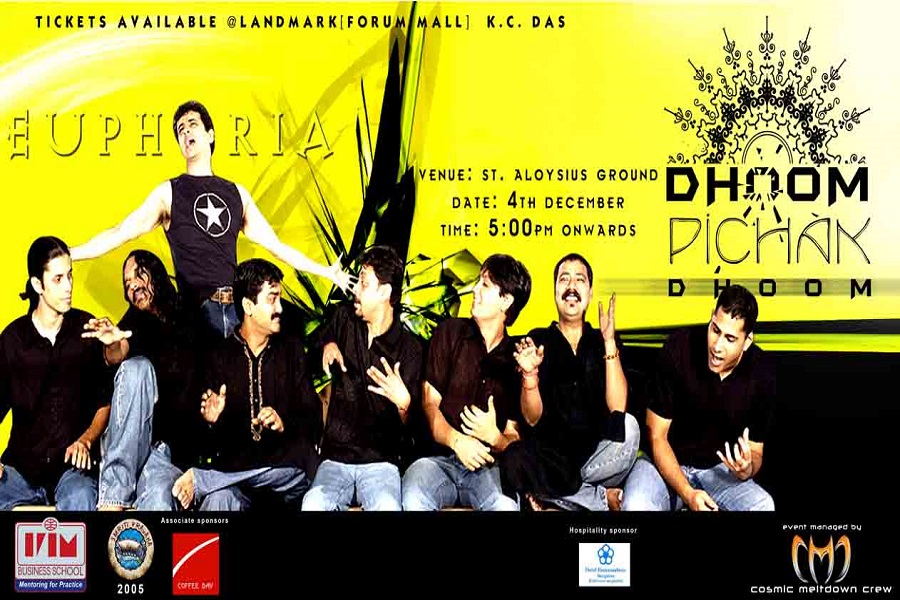 TICKETS AVAILABLE @LANDMARK[FORUM MALL] K.C. DAS
EUPHORIA
VENUE: ST. ALOYSIUS GROUND
DATE: 4TH DECEMBER
TIME: 5:00PM ONWARDS
DHOOM
PICHAK
DHOOM
Associate sponsors
IFIM
BUSINESS SCHOOL
Mentoring for Practice
2005
COFFEE DAY
Hospitality sponsor
event managed by
cosmic meltdown crew